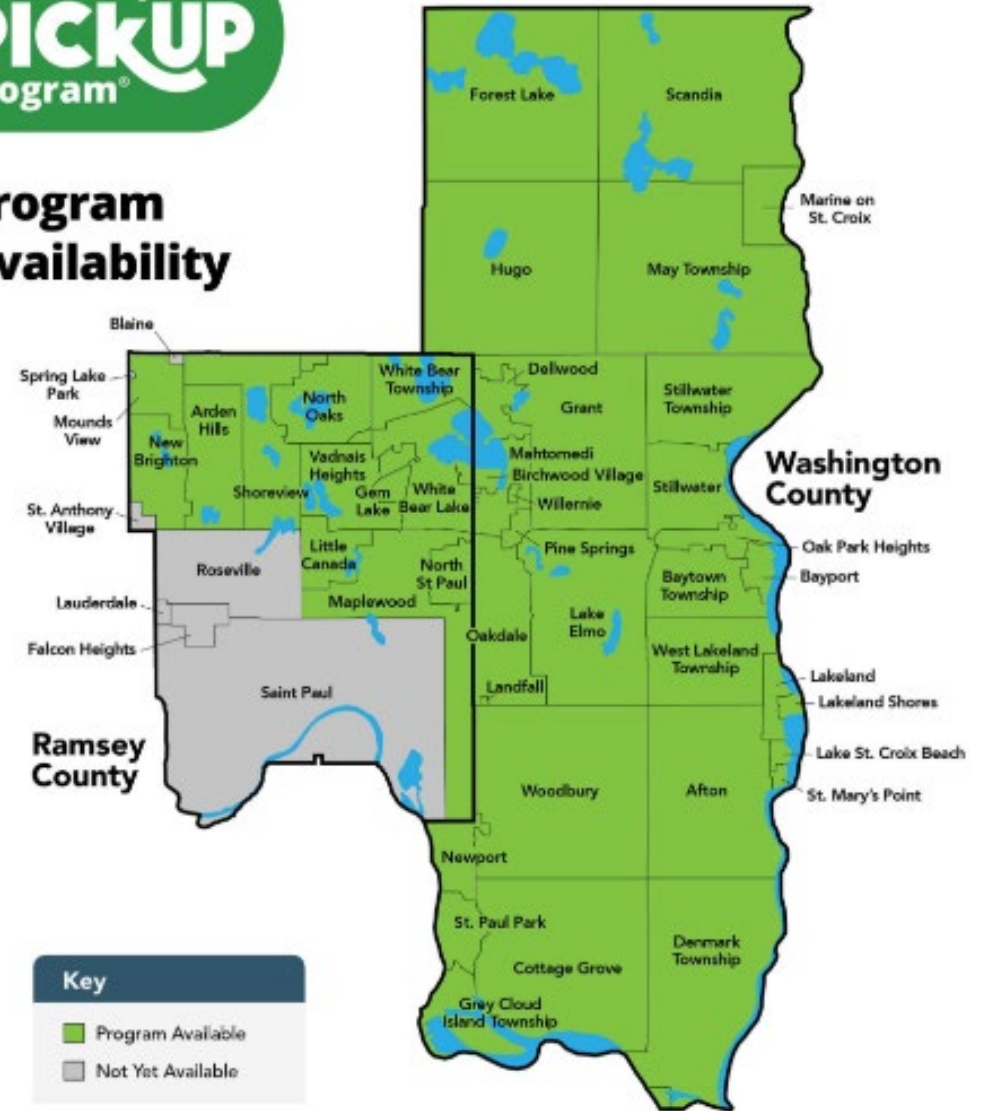 PICKUP
ogram®
rogram
vailability
Forest Lake
Scandia
Marine on
St. Croix
Hugo
May Township
Blaine
Spring Lake
Park
Mounds
View
New
Brighton
Arden
Hills
North
Oaks
White Bear
Township
Dellwood
Grant
Stillwater
Township
Shoreview
Vadnais
Heights
Gem
Lake
White
Bear Lake
Mahtomedi
Birchwood Village
Willernie
Stillwater
Washington
County
St. Anthony
Village
Roseville
Little
Canada
North
St Paul
Maplewood
Pine Springs
Oak Park Heights
Baytown
Township
Bayport
Lauderdale
Falcon Heights
Oakdale
Lake
Elmo
West Lakeland
Township
Landfall
Lakeland
Lakeland Shores
Saint Paul
Ramsey
County
Lake St. Croix Beach
St. Mary's Point
Woodbury
Afton
Newport
St. Paul Park
Cottage Grove
Denmark
Township
Grey Cloud
Island Township
Key
Program Available
Not Yet Available